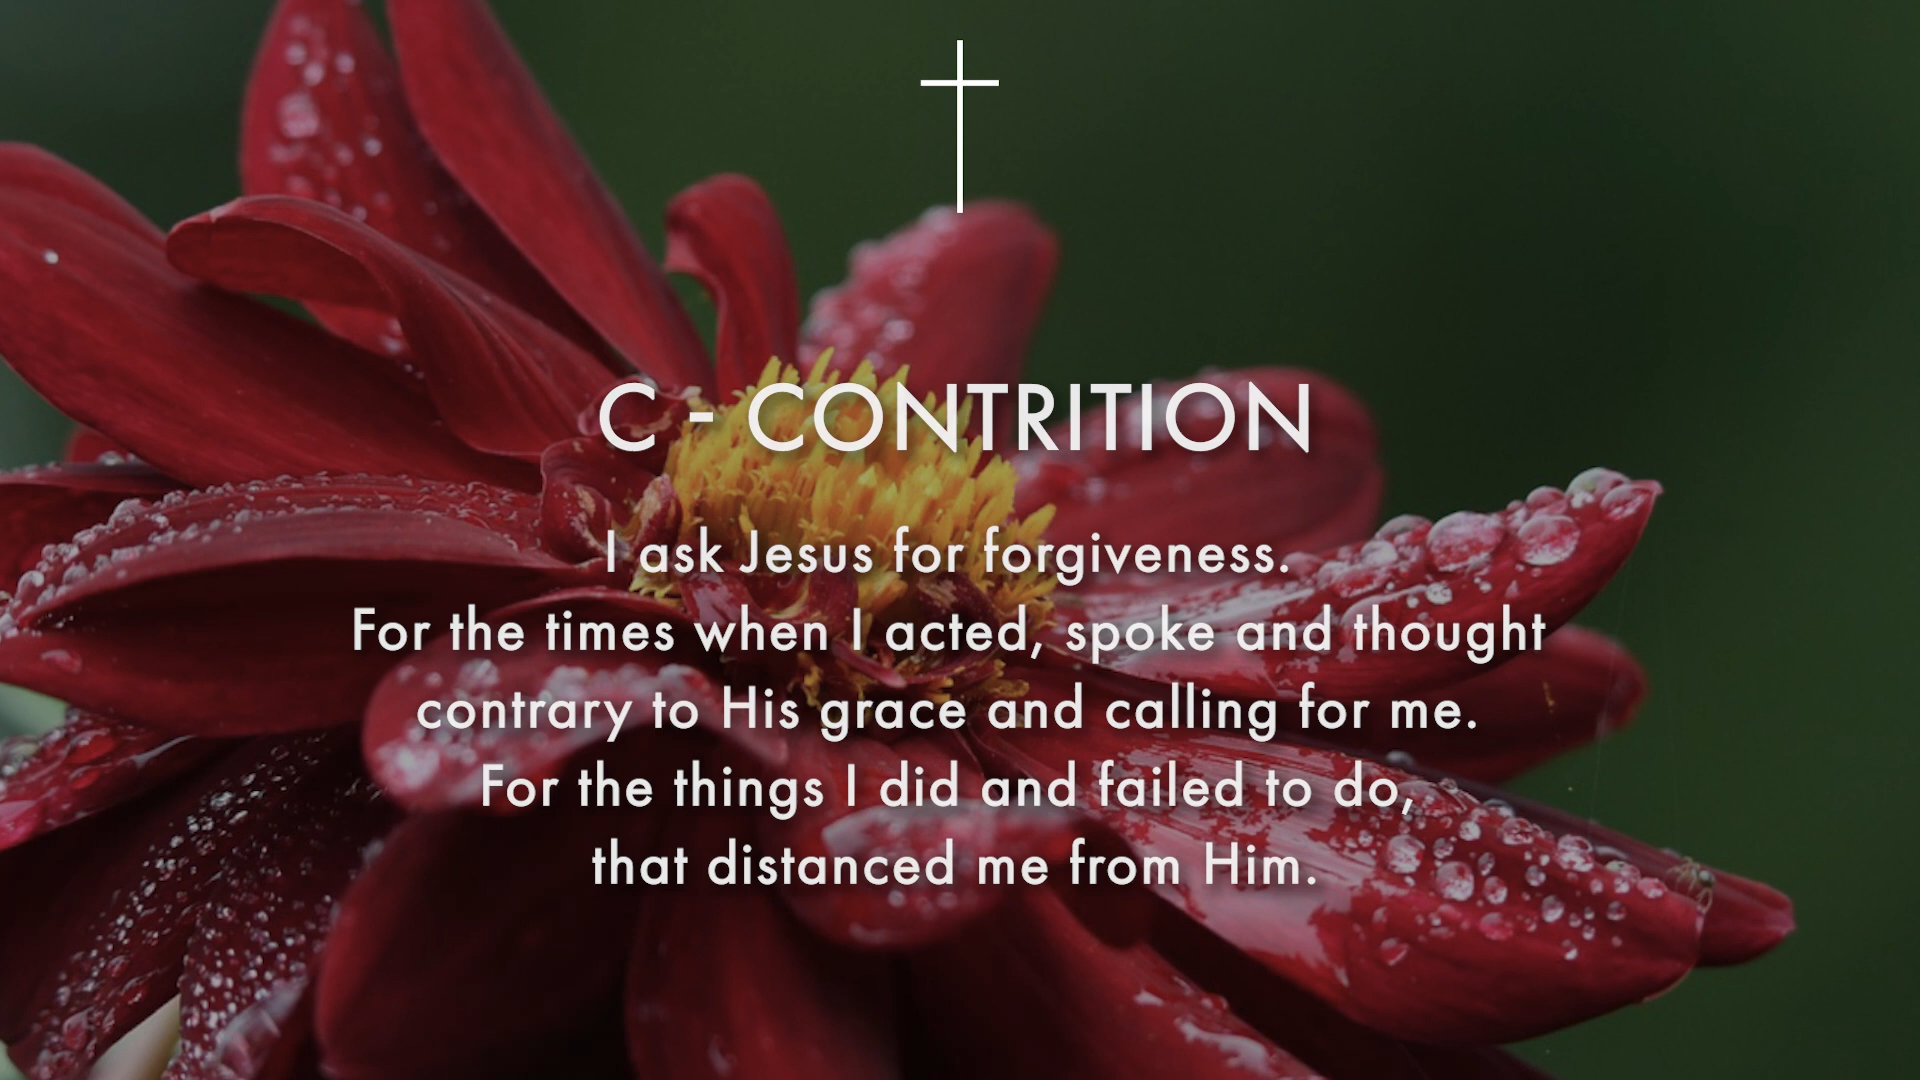 C - CONTRITION
I ask Jesus for forgiveness.
For the times when I acted, spoke and thought
contrary to His grace and calling for me.
For the things I did and failed to do,
that distanced me from Him.